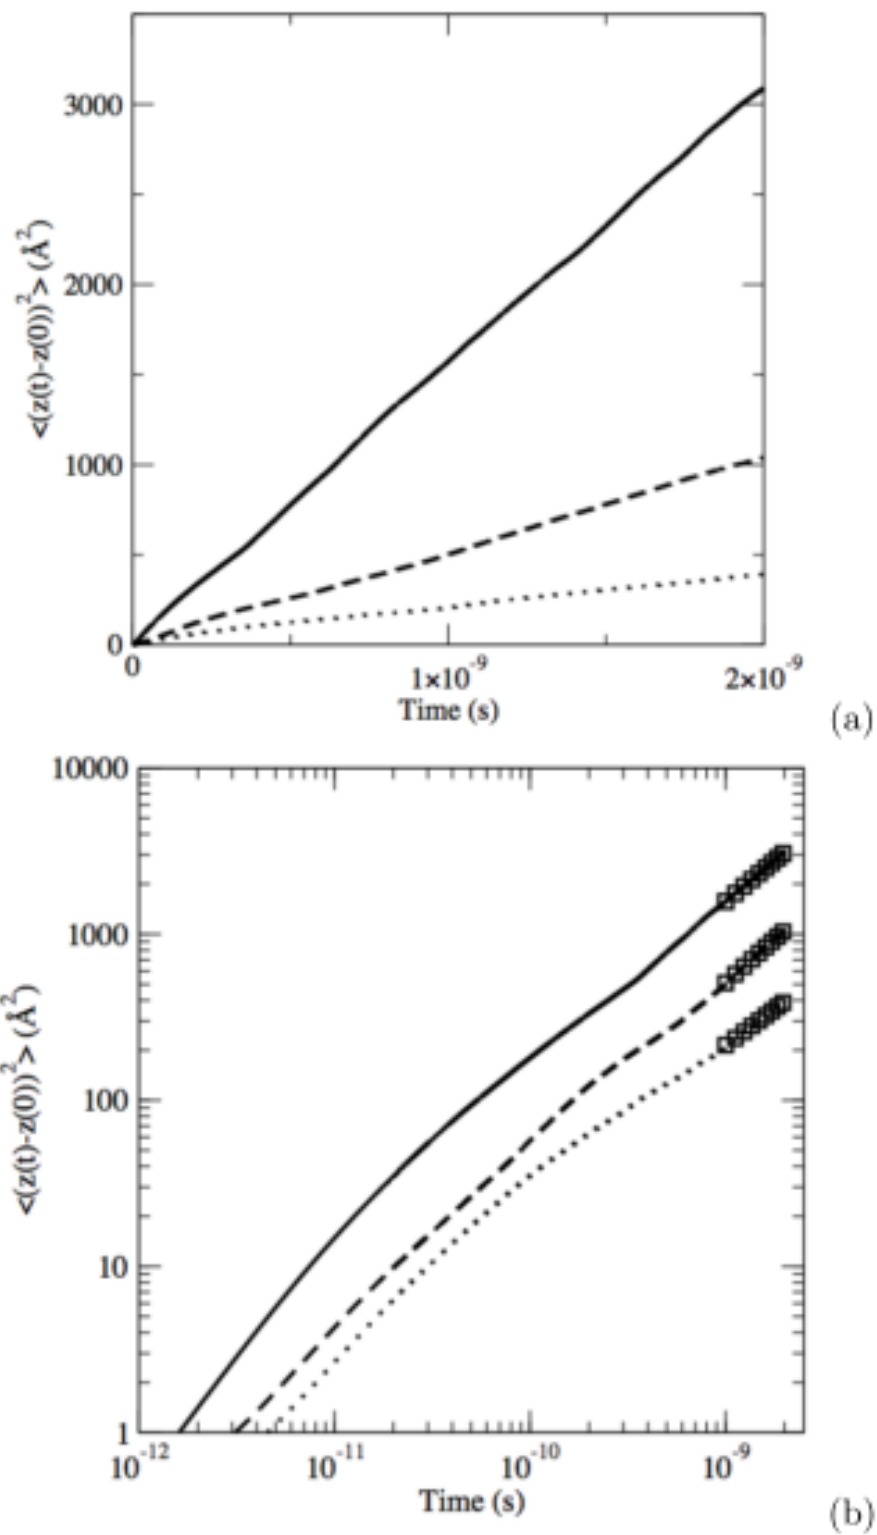 3000
2000
1000
0
<(z(t)-z(0))²> (Å²)
0
1×10⁻⁹
2×10⁻⁹
Time (s)
(a)
10000
1000
100
10
1
<(z(t)-z(0))²> (Å²)
10⁻¹²
10⁻¹¹
10⁻¹⁰
10⁻⁹
Time (s)
(b)